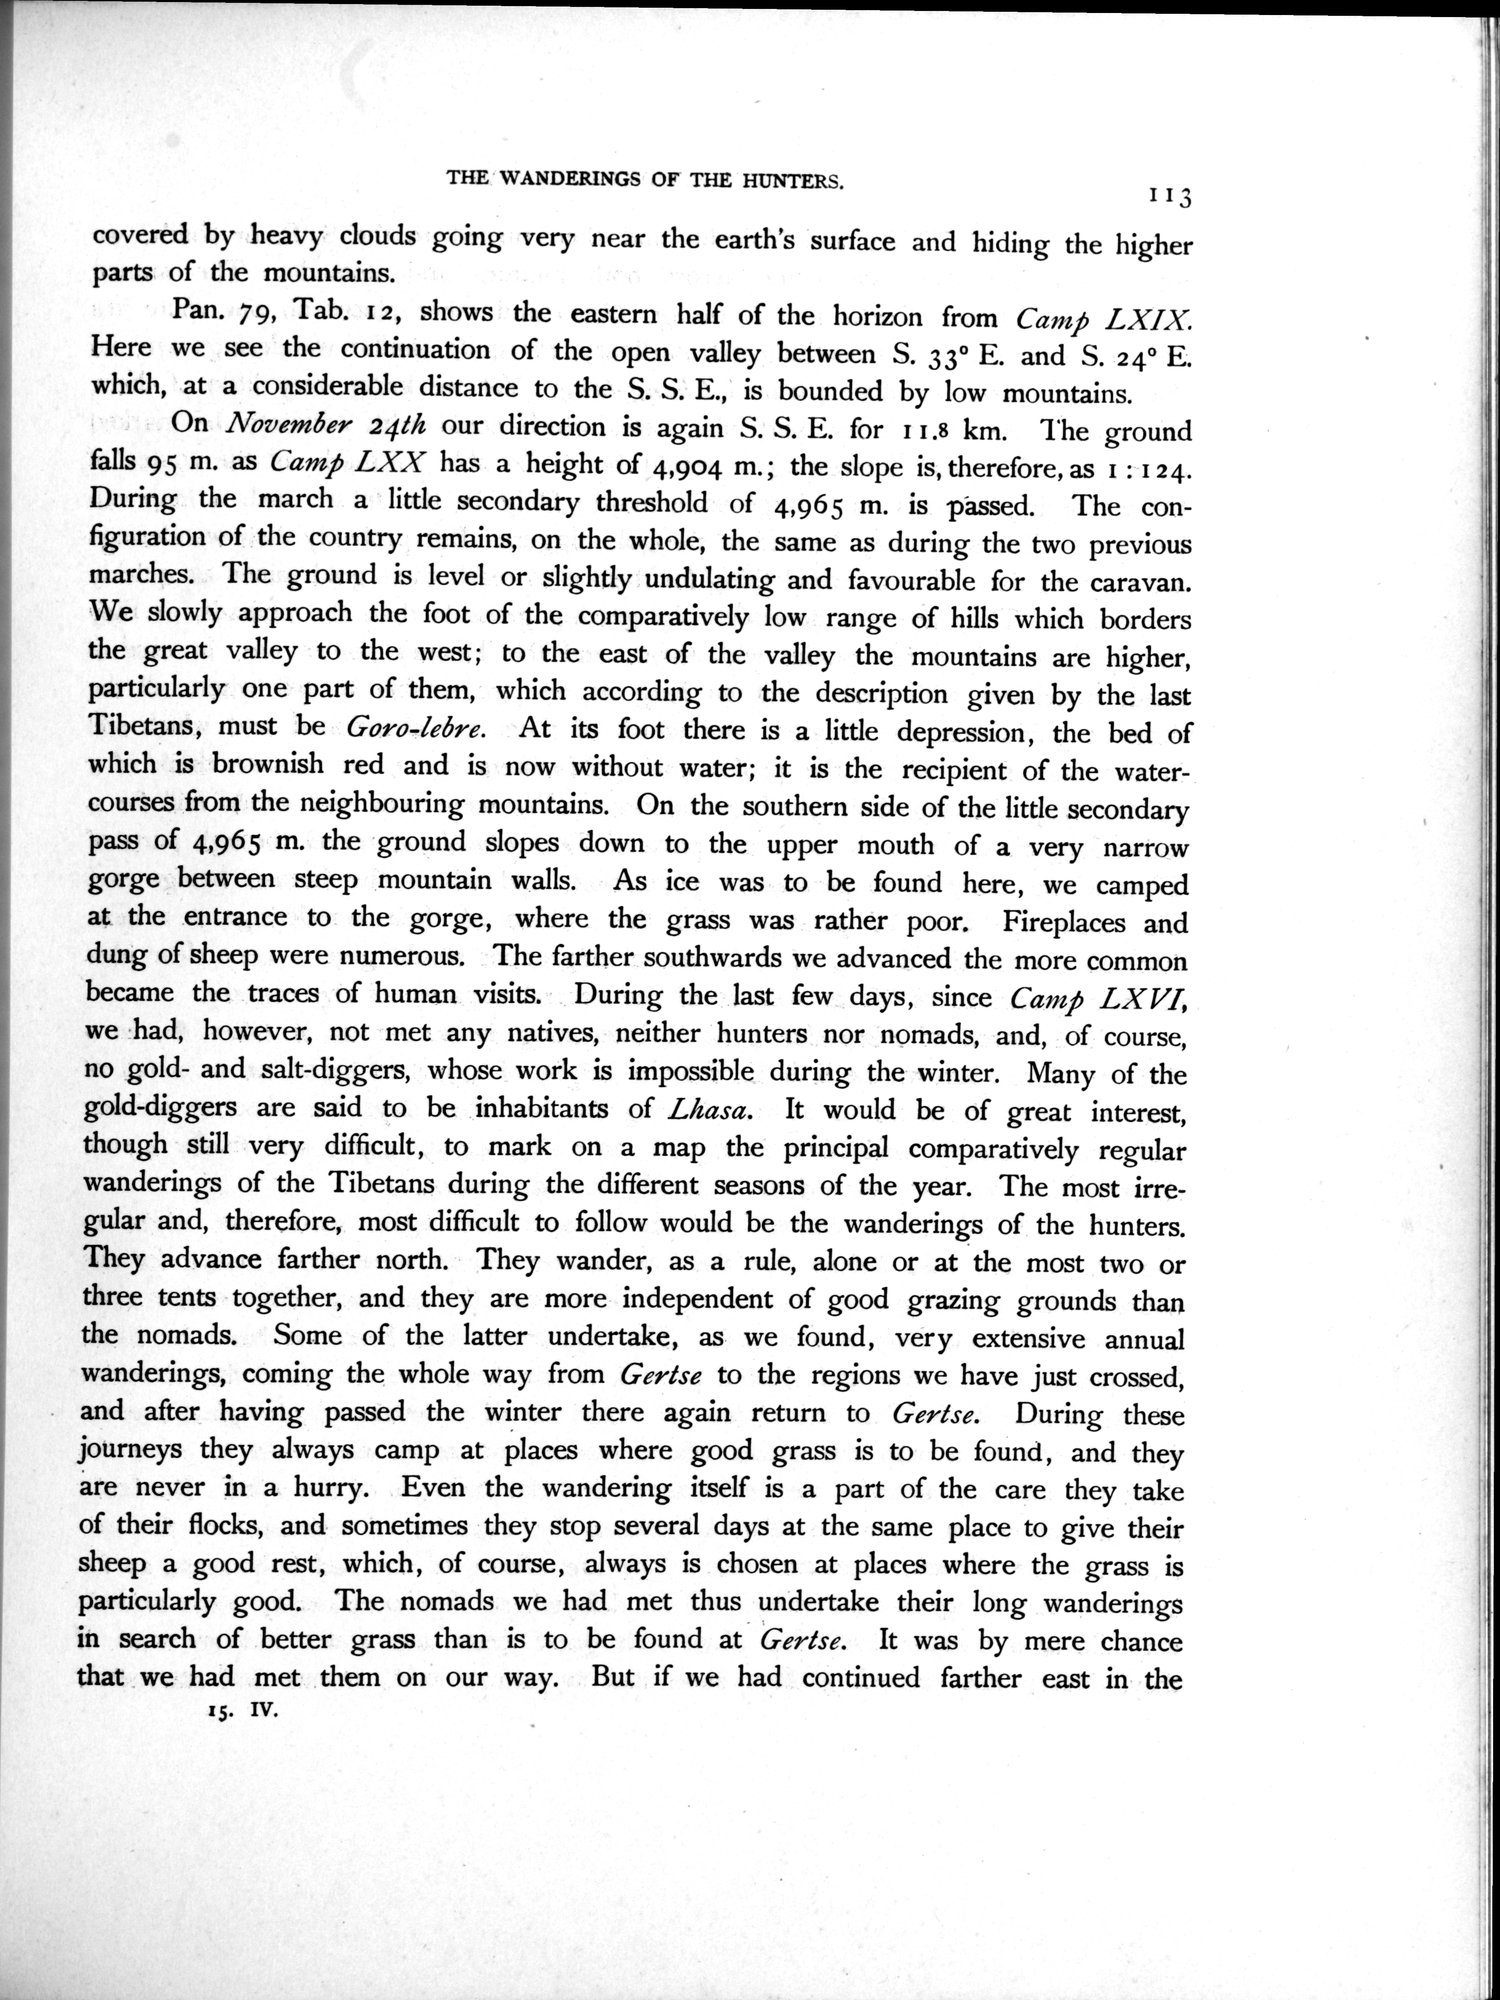 THE WANDERINGS OF THE HUNTERS.
113
covered by heavy clouds going very near the earth's surface and hiding the higher
parts of the mountains.
Pan. 79, Tab. 12, shows the eastern half of the horizon from Camp LXIX.
Here we see the continuation of the open valley between S. 33° E. and S. 24° E.
which, at a considerable distance to the S. S. E., is bounded by low mountains.
On November 24th our direction is again S. S. E. for 11.8 km. The ground
falls 95 m. as Camp LXX has a height of 4,904 m.; the slope is, therefore, as 1 : 124.
During the march a little secondary threshold of 4,965 m. is passed. The con-
figuration of the country remains, on the whole, the same as during the two previous
marches. The ground is level or slightly undulating and favourable for the caravan.
We slowly approach the foot of the comparatively low range of hills which borders
the great valley to the west; to the east of the valley the mountains are higher,
particularly one part of them, which according to the description given by the last
Tibetans, must be Goro-lebre. At its foot there is a little depression, the bed of
which is brownish red and is now without water; it is the recipient of the water-
courses from the neighbouring mountains. On the southern side of the little secondary
pass of 4,965 m. the ground slopes down to the upper mouth of a very narrow
gorge between steep mountain walls. As ice was to be found here, we camped
at the entrance to the gorge, where the grass was rather poor. Fireplaces and
dung of sheep were numerous. The farther southwards we advanced the more common
became the traces of human visits. During the last few days, since Camp LXVI,
we had, however, not met any natives, neither hunters nor nomads, and, of course,
no gold- and salt-diggers, whose work is impossible during the winter. Many of the
gold-diggers are said to be inhabitants of Lhasa. It would be of great interest,
though still very difficult, to mark on a map the principal comparatively regular
wanderings of the Tibetans during the different seasons of the year. The most irre-
gular and, therefore, most difficult to follow would be the wanderings of the hunters.
They advance farther north. They wander, as a rule, alone or at the most two or
three tents together, and they are more independent of good grazing grounds than
the nomads. Some of the latter undertake, as we found, very extensive annual
wanderings, coming the whole way from Gertse to the regions we have just crossed,
and after having passed the winter there again return to Gertse. During these
journeys they always camp at places where good grass is to be found, and they
are never in a hurry. Even the wandering itself is a part of the care they take
of their flocks, and sometimes they stop several days at the same place to give their
sheep a good rest, which, of course, always is chosen at places where the grass is
particularly good. The nomads we had met thus undertake their long wanderings
in search of better grass than is to be found at Gertse. It was by mere chance
that we had met them on our way. But if we had continued farther east in the
15. IV.